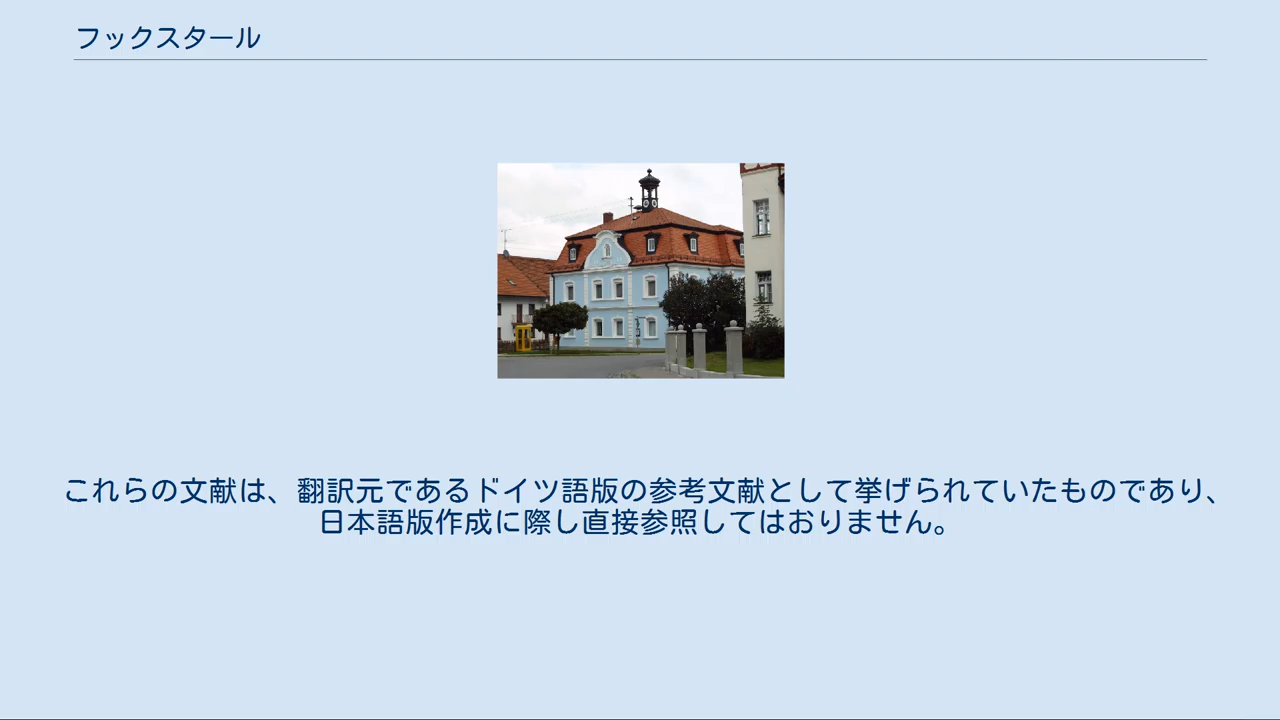 フックスタール
これらの文献は、翻訳元であるドイツ語版の参考文献として挙げられていたものであり、
日本語版作成に際し直接参照してはおりません。